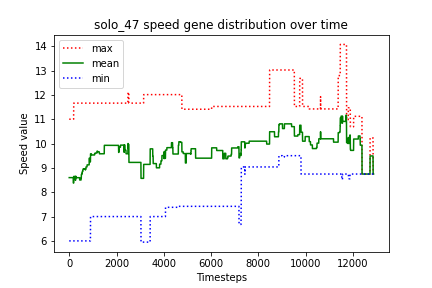 solo_47 speed gene distribution over time
max
mean
min
Speed value
14
13
12
11
10
9
8
7
6
0 2000 4000 6000 8000 10000 12000
Timesteps